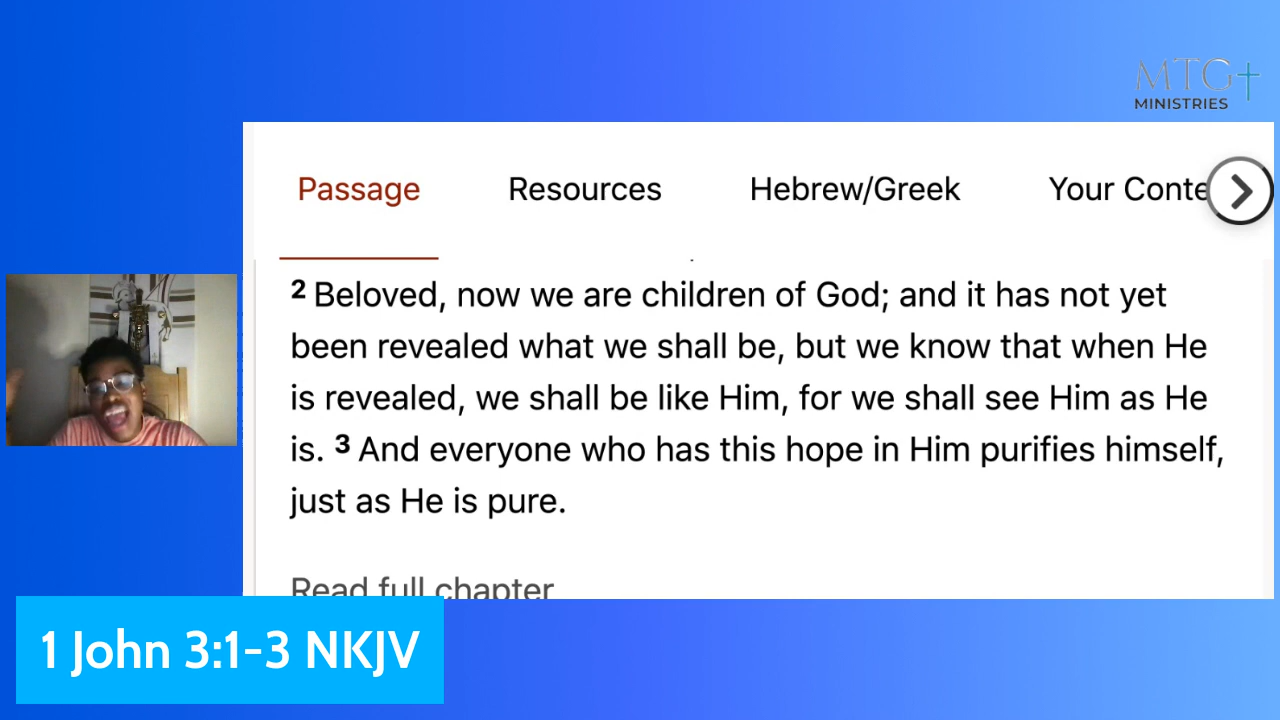 MTG
MINISTRIES
Passage Resources Hebrew/Greek Your Conte
2 Beloved, now we are children of God; and it has not yet
been revealed what we shall be, but we know that when He
is revealed, we shall be like Him, for we shall see Him as He
is. 3 And everyone who has this hope in Him purifies himself,
just as He is pure.
Read full chapter
1 John 3:1-3 NKJV